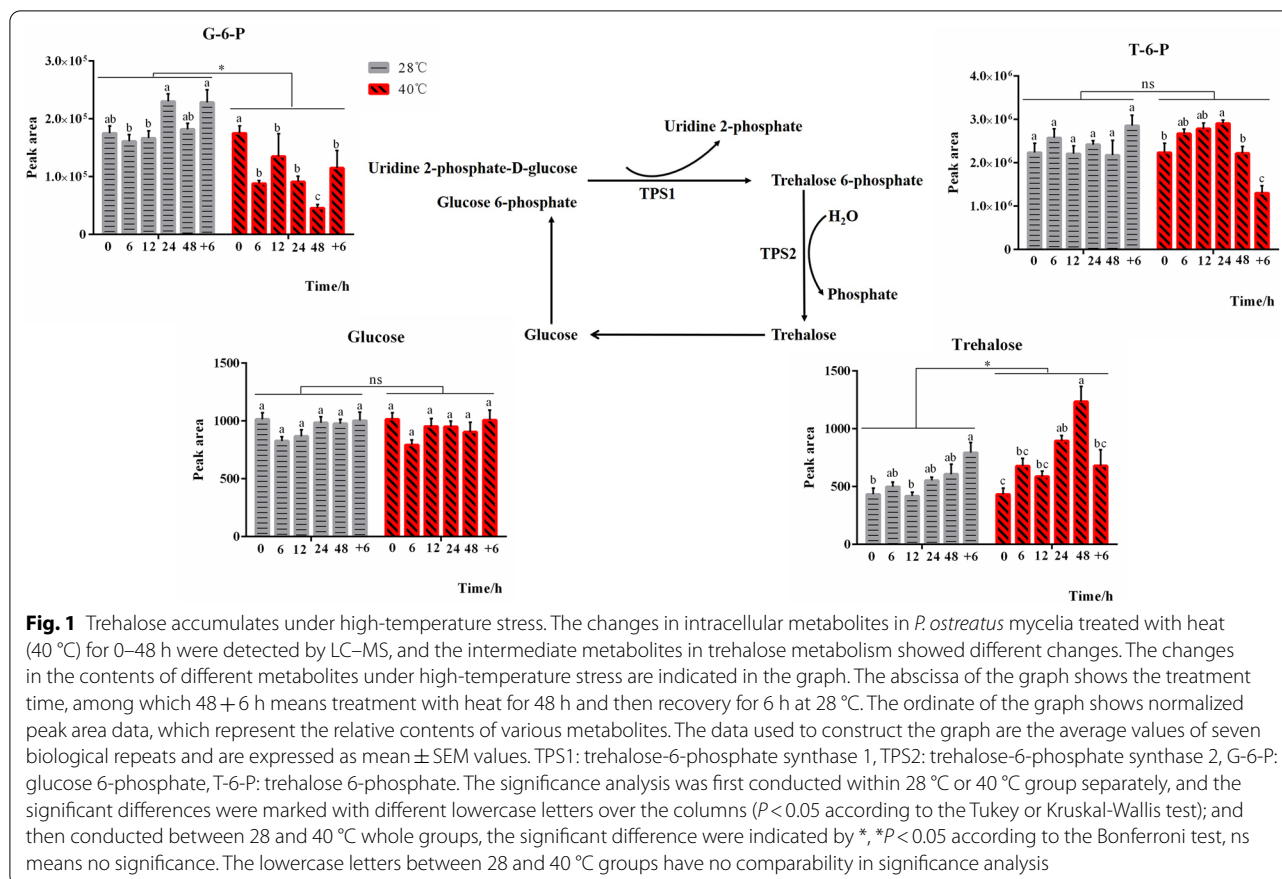 G-6-P
3.0×10⁵
2.0×10⁵
1.0×10⁵
0
Peak area
ab b b a ab a
a b b b c b
*
0 6 12 24 48 +6 0 6 12 24 48 +6
Time/h
28℃
40℃
T-6-P
4.0×10⁶
3.0×10⁶
2.0×10⁶
1.0×10⁶
0
Peak area
a a a a a a
b ab ab a b c
ns
0 6 12 24 48 +6 0 6 12 24 48 +6
Time/h
Uridine 2-phosphate
Uridine 2-phosphate-D-glucose
Glucose 6-phosphate
TPS1
Trehalose 6-phosphate
H₂O
TPS2
Phosphate
Glucose
Trehalose
Glucose
1500
1000
500
0
Peak area
a a a a a a
a a a a a a
ns
0 6 12 24 48 +6 0 6 12 24 48 +6
Time/h
Trehalose
1500
1000
500
0
Peak area
b ab b ab ab a
c bc bc ab a bc
*
0 6 12 24 48 +6 0 6 12 24 48 +6
Time/h
Fig. 1 Trehalose accumulates under high-temperature stress. The changes in intracellular metabolites in P. ostreatus mycelia treated with heat
(40 °C) for 0–48 h were detected by LC–MS, and the intermediate metabolites in trehalose metabolism showed different changes. The changes
in the contents of different metabolites under high-temperature stress are indicated in the graph. The abscissa of the graph shows the treatment
time, among which 48 + 6 h means treatment with heat for 48 h and then recovery for 6 h at 28 °C. The ordinate of the graph shows normalized
peak area data, which represent the relative contents of various metabolites. The data used to construct the graph are the average values of seven
biological repeats and are expressed as mean ± SEM values. TPS1: trehalose-6-phosphate synthase 1, TPS2: trehalose-6-phosphate synthase 2, G-6-P:
glucose 6-phosphate, T-6-P: trehalose 6-phosphate. The significance analysis was first conducted within 28 °C or 40 °C group separately, and the
significant differences were marked with different lowercase letters over the columns (P < 0.05 according to the Tukey or Kruskal-Wallis test); and
then conducted between 28 and 40 °C whole groups, the significant difference were indicated by *, *P < 0.05 according to the Bonferroni test, ns
means no significance. The lowercase letters between 28 and 40 °C groups have no comparability in significance analysis